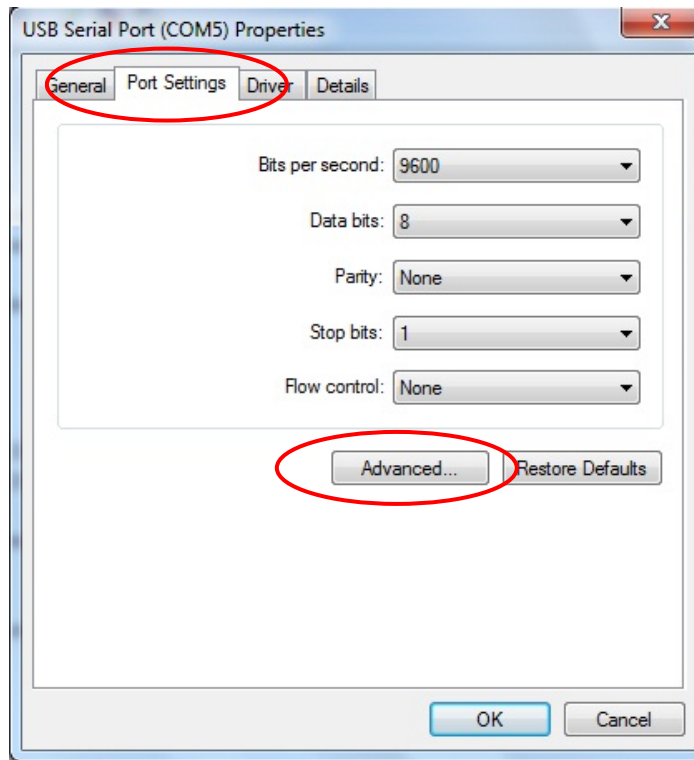 USB Serial Port (COM5) Properties
General Port Settings Driver Details
Bits per second: 9600
Data bits: 8
Parity: None
Stop bits: 1
Flow control: None
Advanced... Restore Defaults
OK Cancel